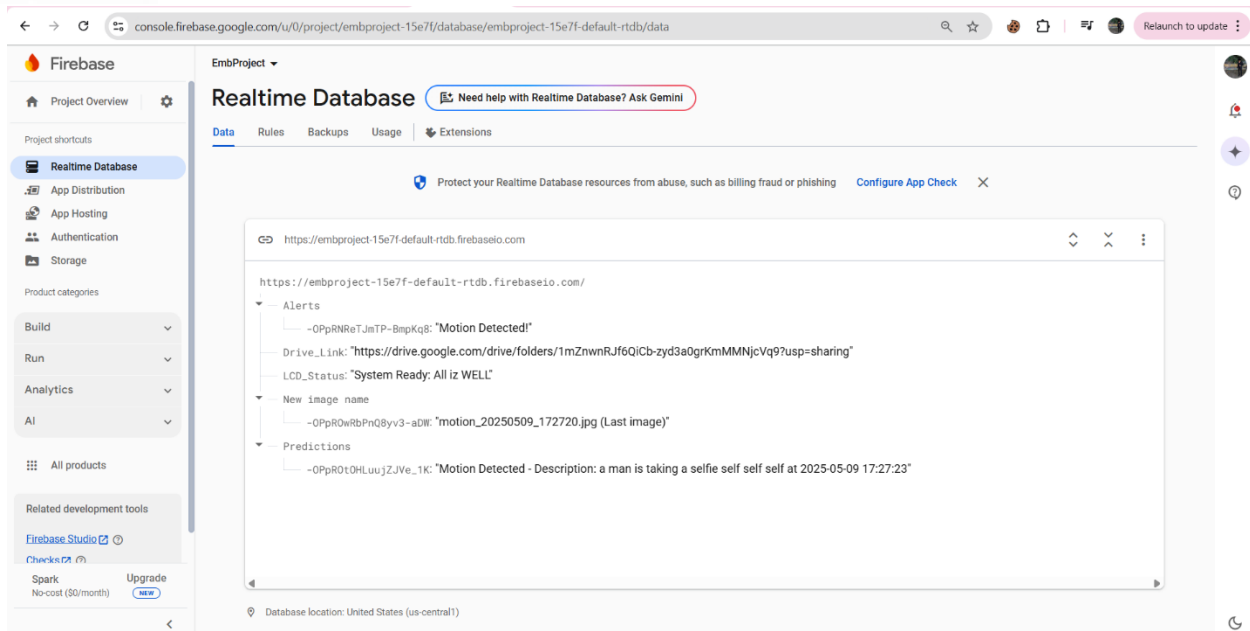 console.firebase.google.com/u/0/project/embproject-15e7f/database/embproject-15e7f-default-rtdb/data
Relaunch to update
Firebase
EmbProject
Project Overview
Realtime Database
Need help with Realtime Database? Ask Gemini
Data Rules Backups Usage Extensions
Project shortcuts
Realtime Database
App Distribution
App Hosting
Authentication
Storage
Product categories
Build
Run
Analytics
AI
All products
Related development tools
Firebase Studio
Checks
Spark
No-cost ($0/month)
Upgrade
NEW
Protect your Realtime Database resources from abuse, such as billing fraud or phishing Configure App Check
https://embproject-15e7f-default-rtdb.firebaseio.com
https://embproject-15e7f-default-rtdb.firebaseio.com/
Alerts
-OPpRNReTJmTP-BmpKq8: "Motion Detected!"
Drive_Link: "https://drive.google.com/drive/folders/1mZnwnRJf6QiCb-zyd3a0grKmMMNjcVq9?usp=sharing"
LCD_Status: "System Ready: All iz WELL"
New image name
-OPpROwRbPnQ8yv3-aDW: "motion_20250509_172720.jpg (Last image)"
Predictions
-OPpROtOHLuujZJVe_1K: "Motion Detected - Description: a man is taking a selfie self self self at 2025-05-09 17:27:23"
Database location: United States (us-central1)